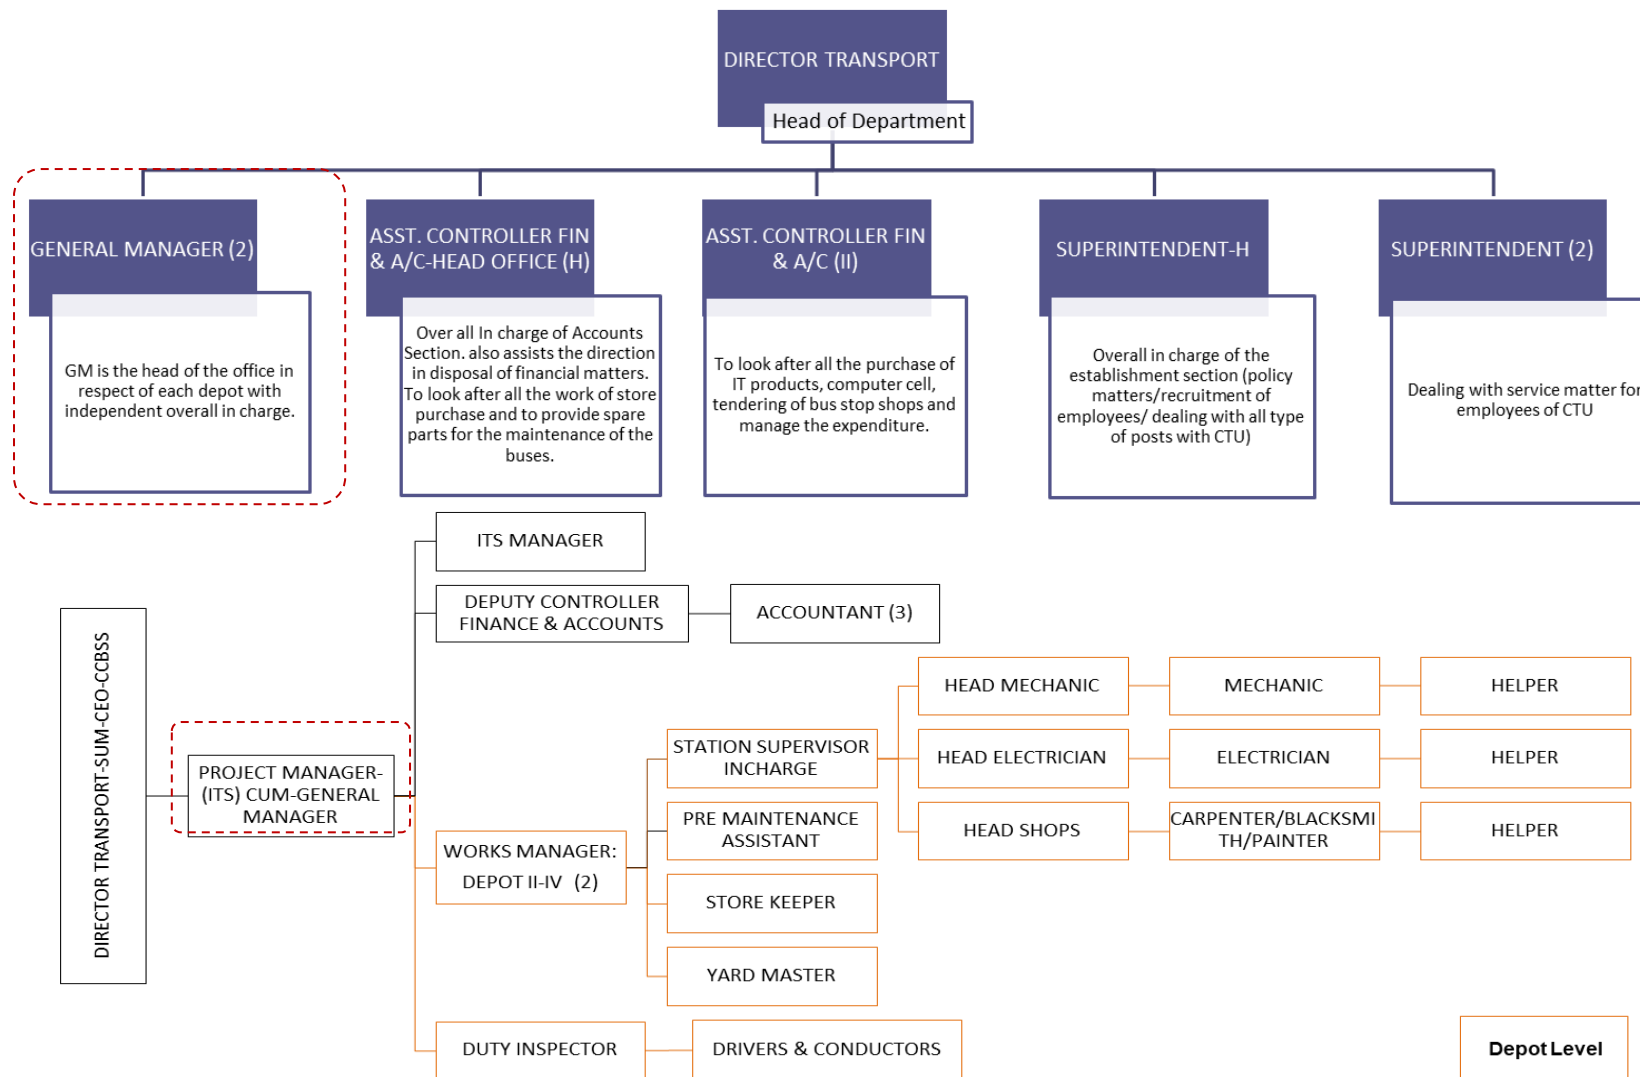 DIRECTOR TRANSPORT
Head of Department
GENERAL MANAGER (2)
GM is the head of the office in
respect of each depot with
independent overall in charge.
ASST. CONTROLLER FIN
& A/C-HEAD OFFICE (H)
Over all In charge of Accounts
Section. also assists the direction
in disposal of financial matters.
To look after all the work of store
purchase and to provide spare
parts for the maintenance of the
buses.
ASST. CONTROLLER FIN
& A/C (II)
To look after all the purchase of
IT products, computer cell,
tendering of bus stop shops and
manage the expenditure.
SUPERINTENDENT-H
Overall in charge of the
establishment section (policy
matters/recruitment of
employees/ dealing with all type
of posts with CTU)
SUPERINTENDENT (2)
Dealing with service matter for
employees of CTU
DIRECTOR TRANSPORT-SUM-CEO-CCBSS
PROJECT MANAGER-
(ITS) CUM-GENERAL
MANAGER
ITS MANAGER
DEPUTY CONTROLLER
FINANCE & ACCOUNTS
ACCOUNTANT (3)
WORKS MANAGER:
DEPOT II-IV (2)
STATION SUPERVISOR
INCHARGE
HEAD MECHANIC
MECHANIC
HELPER
HEAD ELECTRICIAN
ELECTRICIAN
HELPER
HEAD SHOPS
CARPENTER/BLACKSMI
TH/PAINTER
HELPER
PRE MAINTENANCE
ASSISTANT
STORE KEEPER
YARD MASTER
DUTY INSPECTOR
DRIVERS & CONDUCTORS
Depot Level